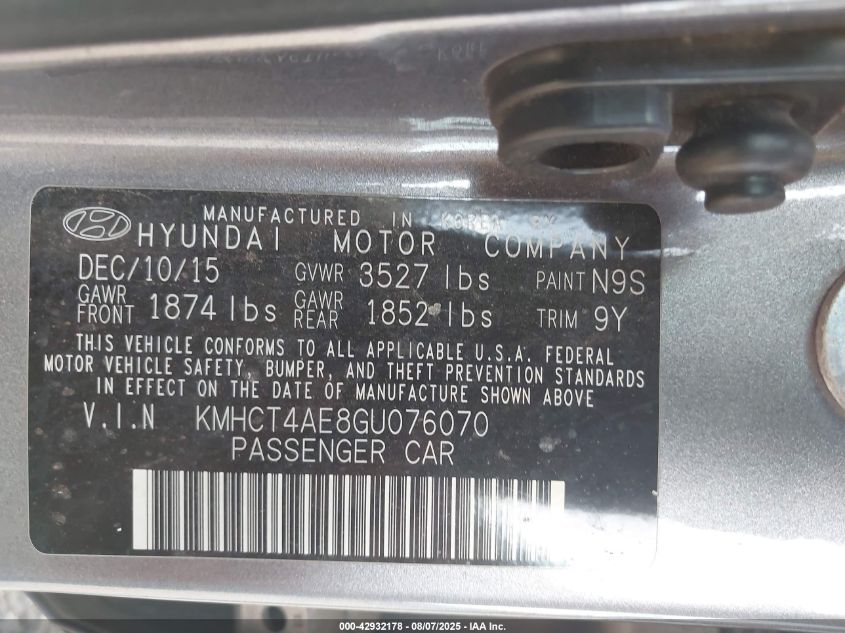 MANUFACTURED IN KOREA BY
HYUNDAI MOTOR COMPANY
DEC/10/15 GVWR 3527 lbs PAINT N9S
GAWR FRONT 1874 lbs GAWR REAR 1852 lbs TRIM 9Y
THIS VEHICLE CONFORMS TO ALL APPLICABLE U.S.A. FEDERAL
MOTOR VEHICLE SAFETY, BUMPER, AND THEFT PREVENTION STANDARDS
IN EFFECT ON THE DATE OF MANUFACTURE SHOWN ABOVE
V.I.N KMHCT4AE8GU076070
PASSENGER CAR
000-42932178 - 08/07/2025 - IAA Inc.